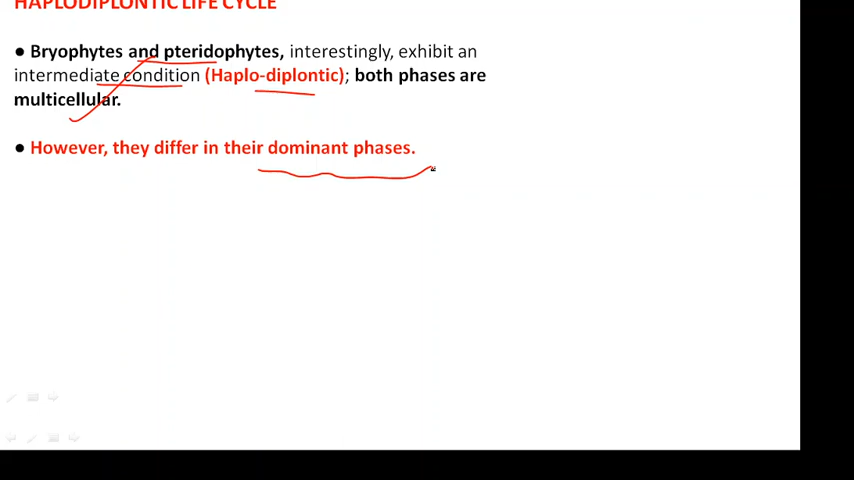 HAPLODIPLONTIC LIFE CYCLE
● Bryophytes and pteridophytes, interestingly, exhibit an
intermediate condition (Haplo-diplontic); both phases are
multicellular.
● However, they differ in their dominant phases.